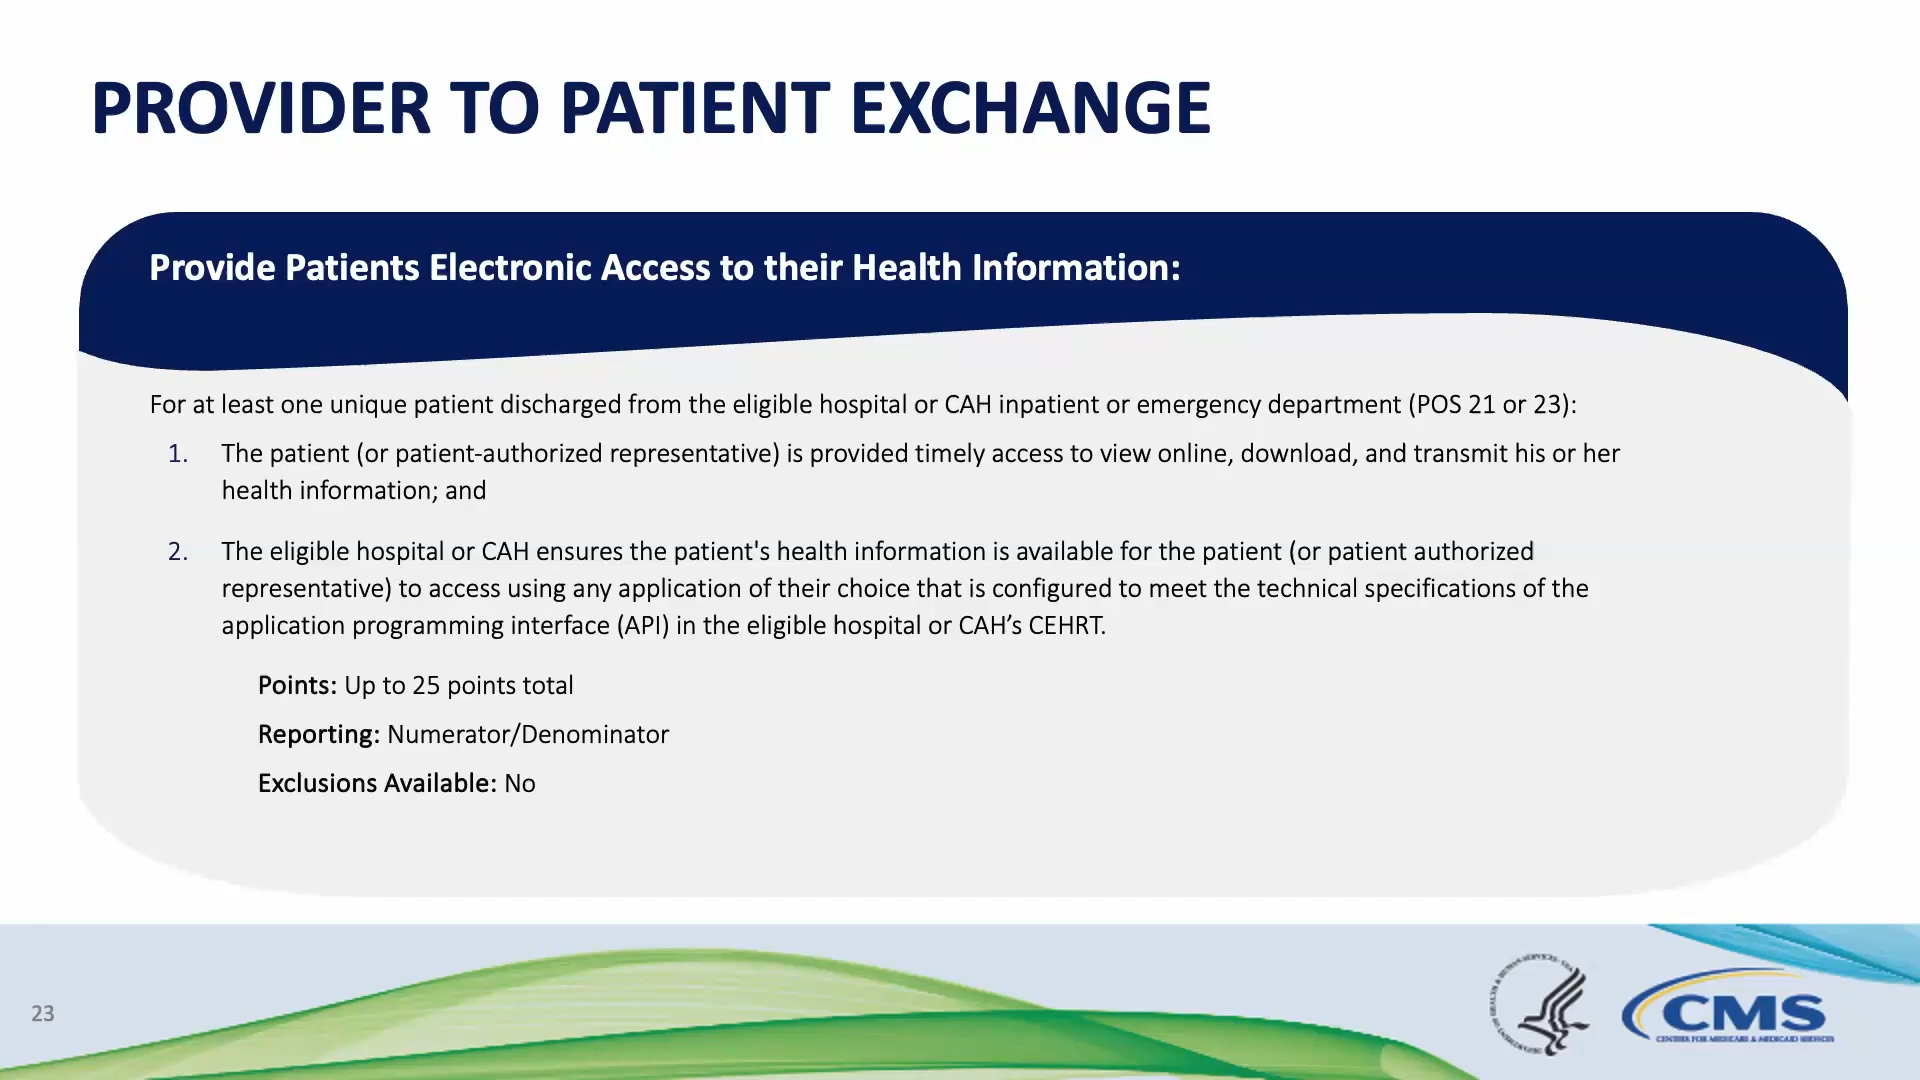 PROVIDER TO PATIENT EXCHANGE
Provide Patients Electronic Access to their Health Information:
For at least one unique patient discharged from the eligible hospital or CAH inpatient or emergency department (POS 21 or 23):
1. The patient (or patient-authorized representative) is provided timely access to view online, download, and transmit his or her
health information; and
2. The eligible hospital or CAH ensures the patient's health information is available for the patient (or patient authorized
representative) to access using any application of their choice that is configured to meet the technical specifications of the
application programming interface (API) in the eligible hospital or CAH’s CEHRT.
Points: Up to 25 points total
Reporting: Numerator/Denominator
Exclusions Available: No
23
CMS
CENTERS FOR MEDICARE & MEDICAID SERVICES